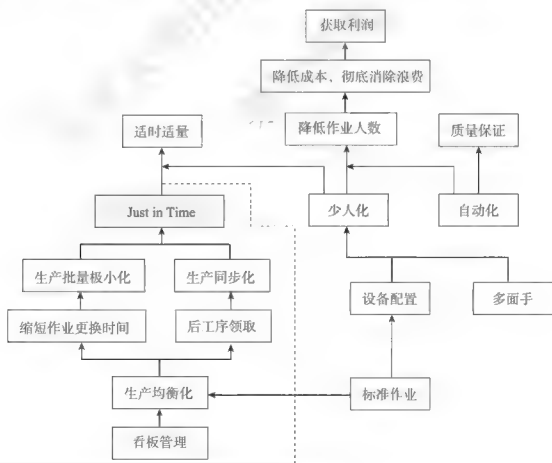 获取利润
降低成本、彻底消除浪费
适时适量
降低作业人数
质量保证
Just in Time
少人化
自动化
生产批量极小化
生产同步化
设备配置
多面手
缩短作业更换时间
后工序领取
生产均衡化
标准作业
看板管理